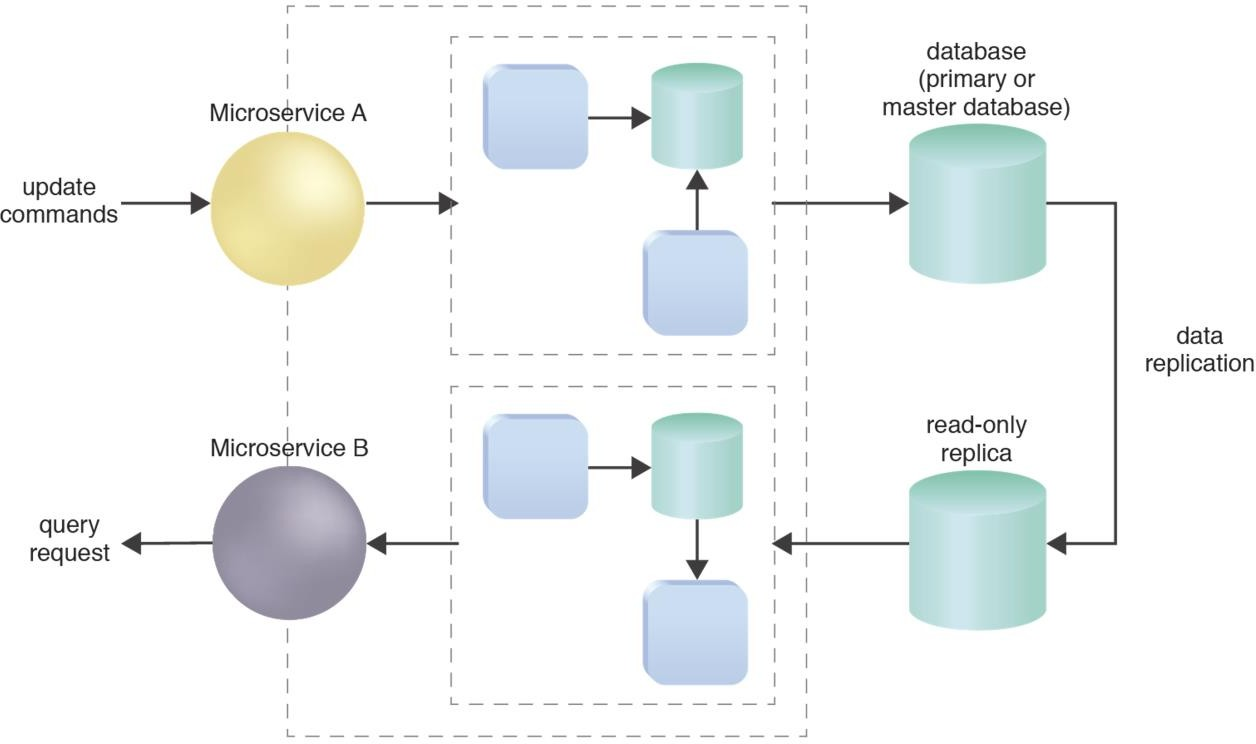 database
(primary or
master database)
Microservice A
update
commands
data
replication
read-only
replica
Microservice B
query
request